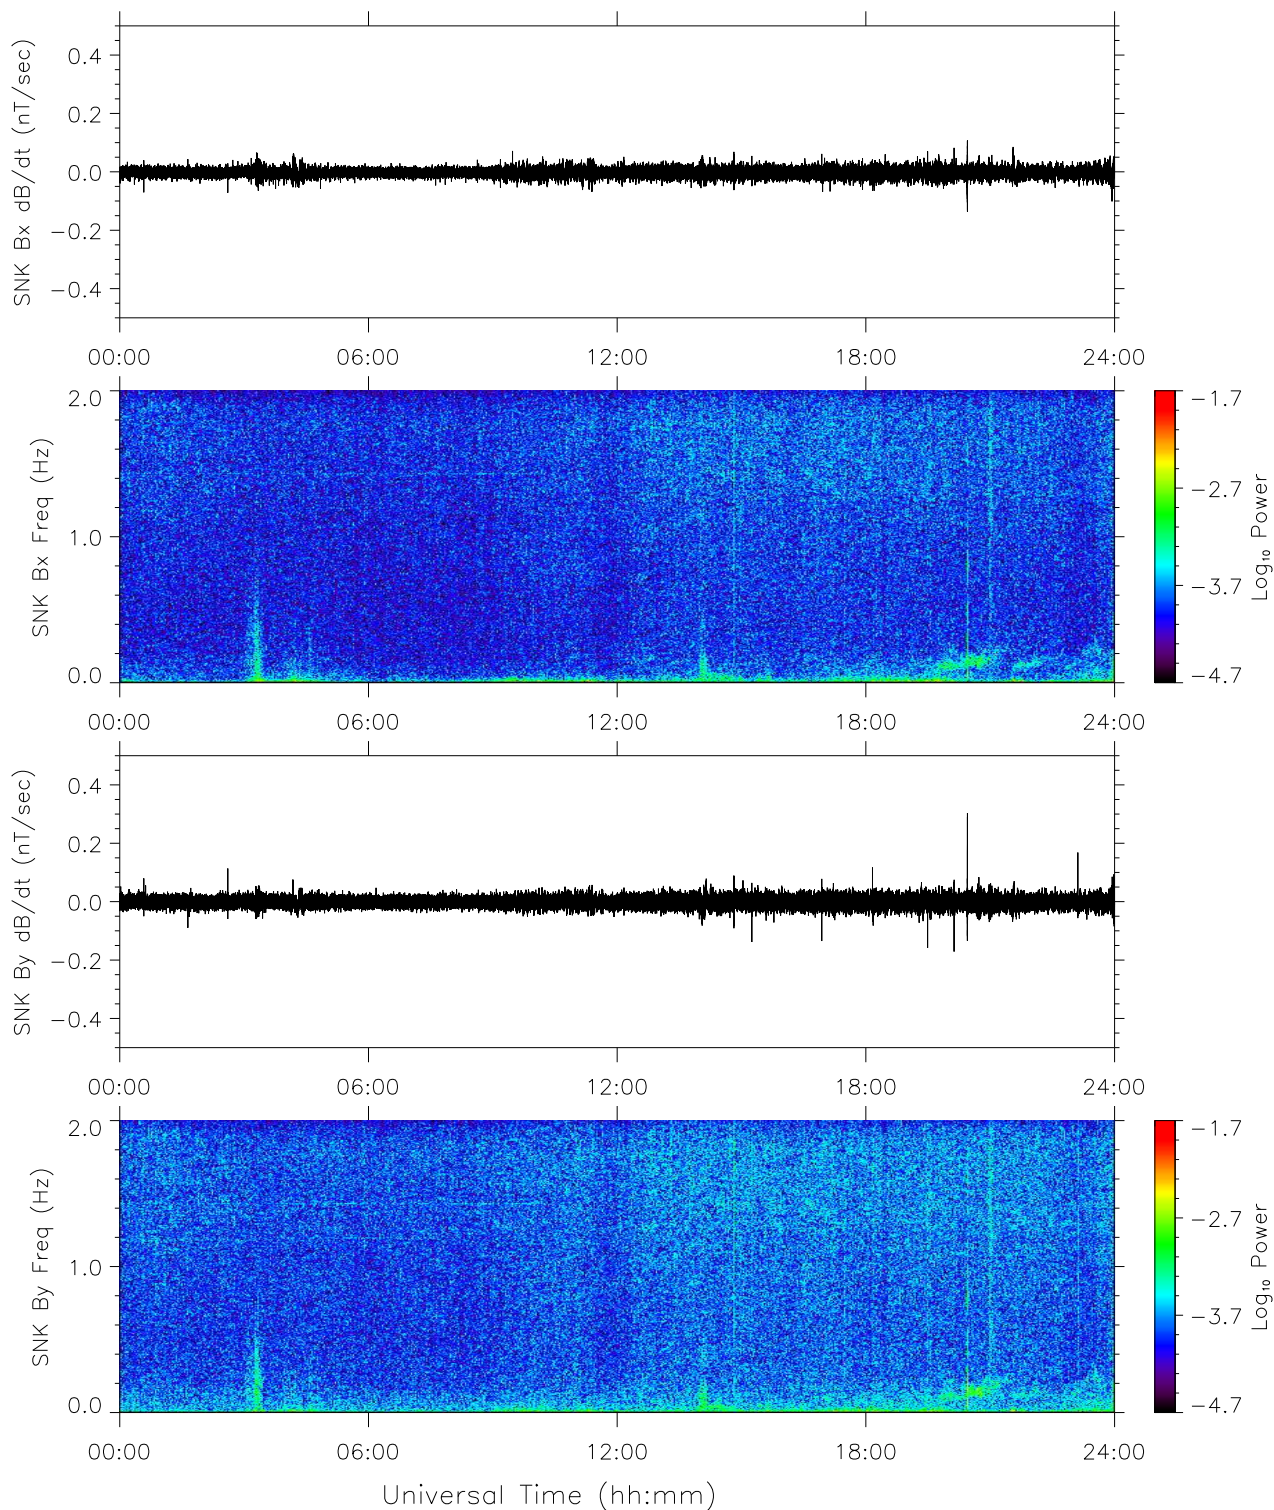 SNK Bx dB/dt (nT/sec)
0.4
0.2
0.0
−0.2
−0.4
00:00 06:00 12:00 18:00 24:00
SNK Bx Freq (Hz)
2.0
1.0
0.0
00:00 06:00 12:00 18:00 24:00
−1.7
−2.7
−3.7
−4.7
Log₁₀ Power
SNK By dB/dt (nT/sec)
0.4
0.2
0.0
−0.2
−0.4
00:00 06:00 12:00 18:00 24:00
SNK By Freq (Hz)
2.0
1.0
0.0
00:00 06:00 12:00 18:00 24:00
−1.7
−2.7
−3.7
−4.7
Log₁₀ Power
Universal Time (hh:mm)